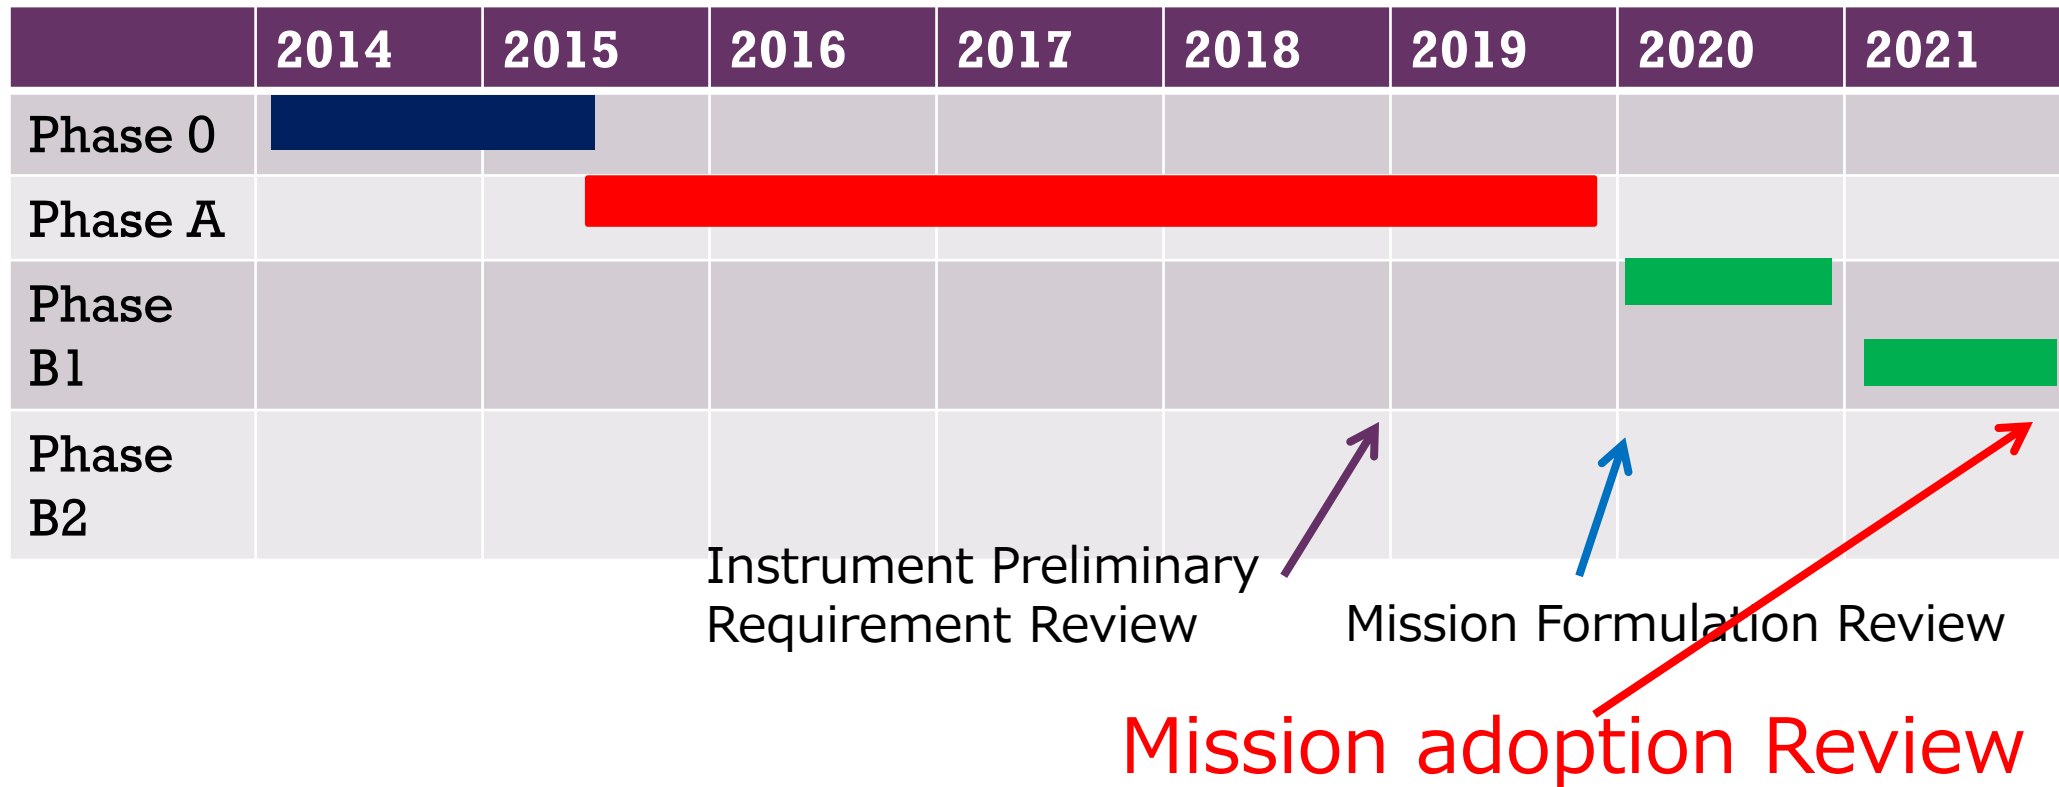 2014 2015 2016 2017 2018 2019 2020 2021
Phase 0
Phase A
Phase
B1
Phase
B2
Instrument Preliminary
Requirement Review
Mission Formulation Review
Mission adoption Review